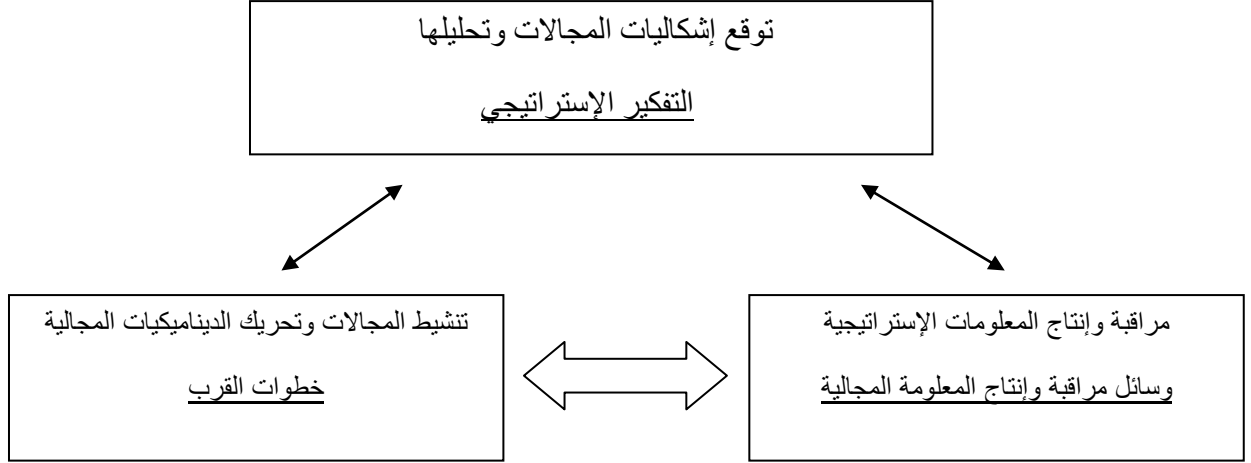 توقع إشكاليات المجالات وتحليلها
التفكير الإستراتيجي
مراقبة وإنتاج المعلومات الإستراتيجية
وسائل مراقبة وإنتاج المعلومة المجالية
تنشيط المجالات وتحريك الديناميكيات المجالية
خطوات القرب